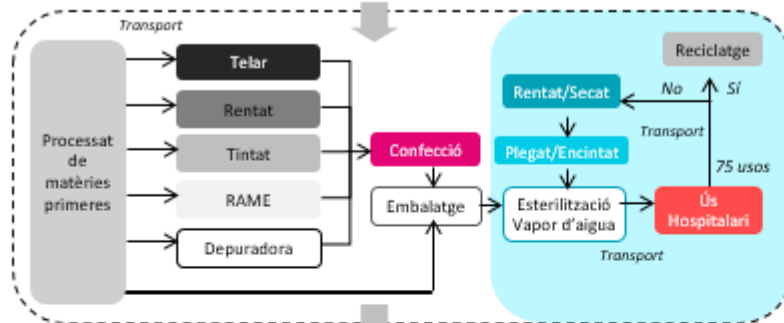 Transport
Processat
de
matèries
primeres
Telar
Rentat
Tintat
RAME
Depuradora
Confecció
Embalatge
Reciclatge
Rentat/Secat
No
Sí
Transport
Plegat/Encintat
75 usos
Esterilització
Vapor d'aigua
Ús
Hospitalari
Transport